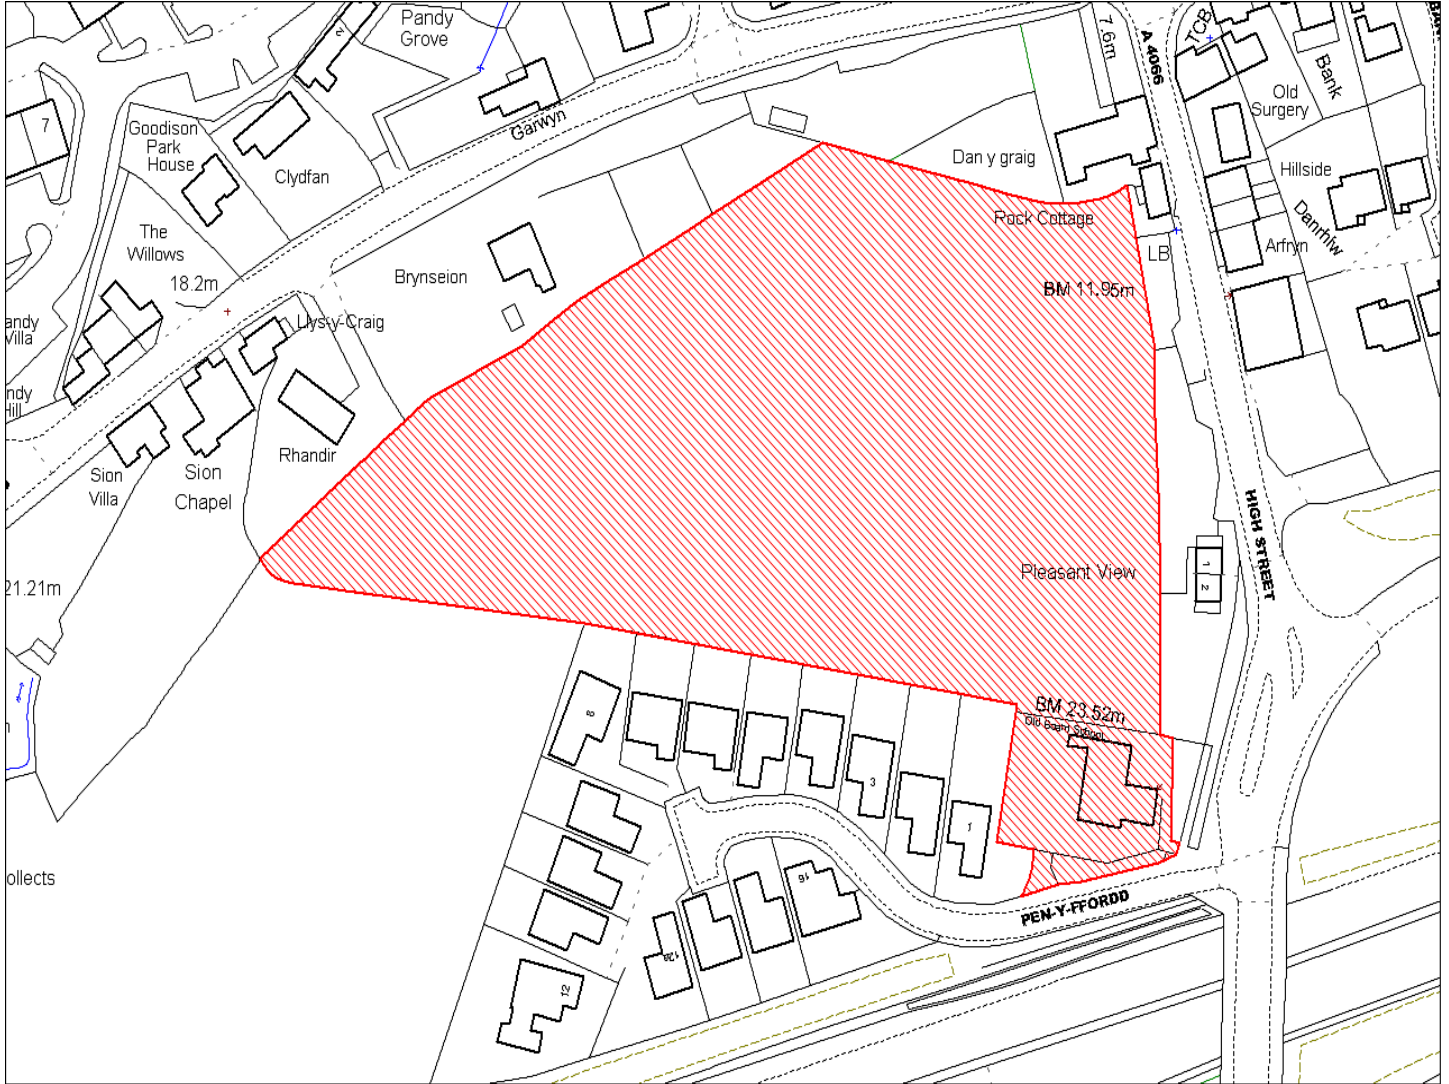 Pandy
Grove
7.6m
A 4066
TCB
Bank
Old
Surgery
7
Goodison
Park
House
Garwyn
Clydfan
Dan y graig
Hillside
Rock Cottage
Danrhiw
The
Willows
Arfryn
LB
18.2m
Brynseion
BM 11.95m
Llys-y-Craig
andy
Villa
ndy
Hill
Rhandir
Sion
Villa
Sion
Chapel
HIGH STREET
21.21m
Pleasant View
1
2
BM 23.52m
Old Board School
8
3
1
ollects
16
PEN-Y-FFORDD
12a
12